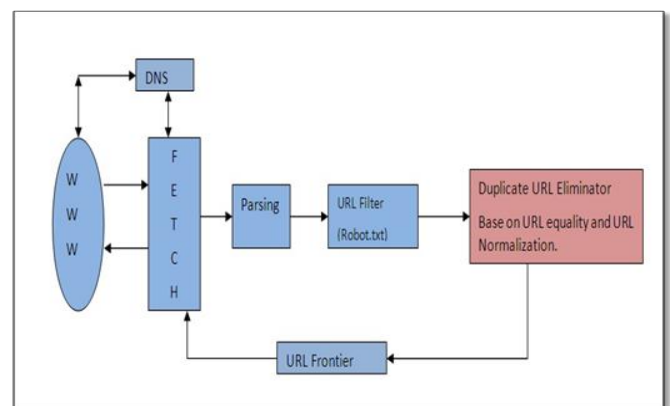 DNS
W
W
W
F
E
T
C
H
Parsing
URL Filter
(Robot.txt)
Duplicate URL Eliminator
Base on URL equality and URL
Normalization.
URL Frontier